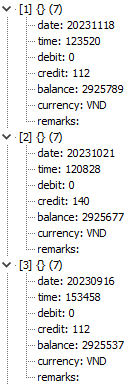 [1] {} (7)
date: 20231118
time: 123520
debit: 0
credit: 112
balance: 2925789
currency: VND
remarks:
[2] {} (7)
date: 20231021
time: 120828
debit: 0
credit: 140
balance: 2925677
currency: VND
remarks:
[3] {} (7)
date: 20230916
time: 153458
debit: 0
credit: 112
balance: 2925537
currency: VND
remarks: